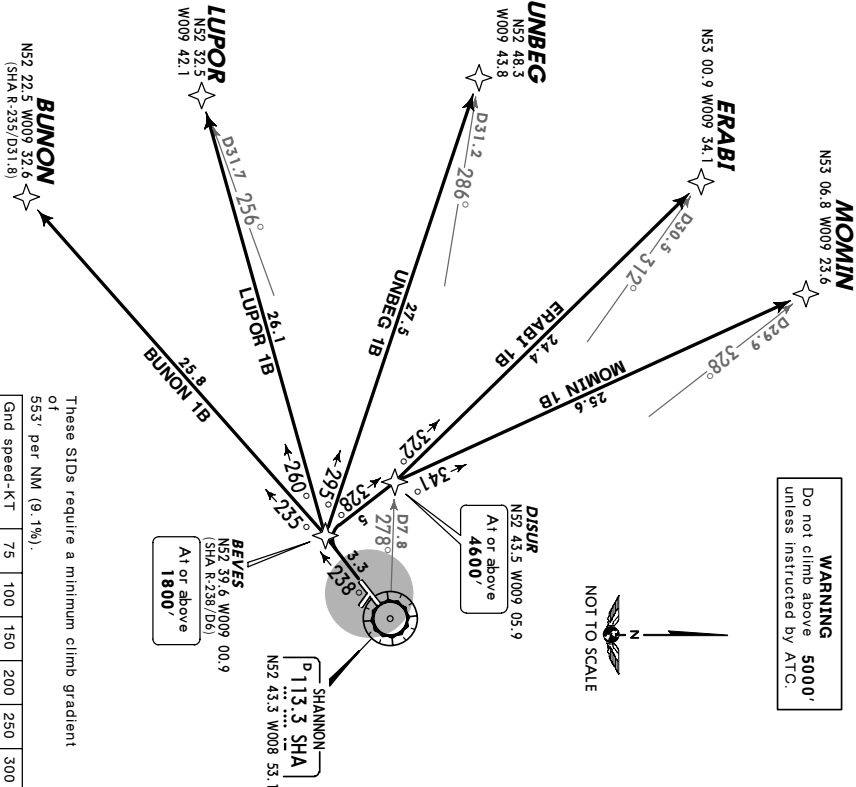 WARNING
Do not climb above 5000'
unless instructed by ATC.
MOMIN
N53 06.8 W009 23.6
D29.9 328°
ERABI
N53 00.9 W009 34.1
D30.5 312°
UNBEG
N52 48.3
W009 43.8
D31.2 286°
LUPOR
N52 32.5
W009 42.1
D31.7 256°
BUNON
N52 22.5 W009 32.6
(SHA R-235/D31.8)
MOMIN 1B
25.6
ERABI 1B
24.4
27.5
UNBEG 1B
26.1
LUPOR 1B
25.8
BUNON 1B
341°
322°
DISUR
N52 43.5 W009 05.9
At or above
4600'
D7.8
278°
328°
5
295°
260°
235°
3.3
238°
BEVES
N52 39.6 W009 00.9
(SHA R-238/D6)
At or above
1800'
SHANNON
P 113.3 SHA
N52 43.3 W008 53.1
N
NOT TO SCALE
These SIDs require a minimum climb gradient
of
553' per NM (9.1%).
Gnd speed-KT 75 100 150 200 250 300